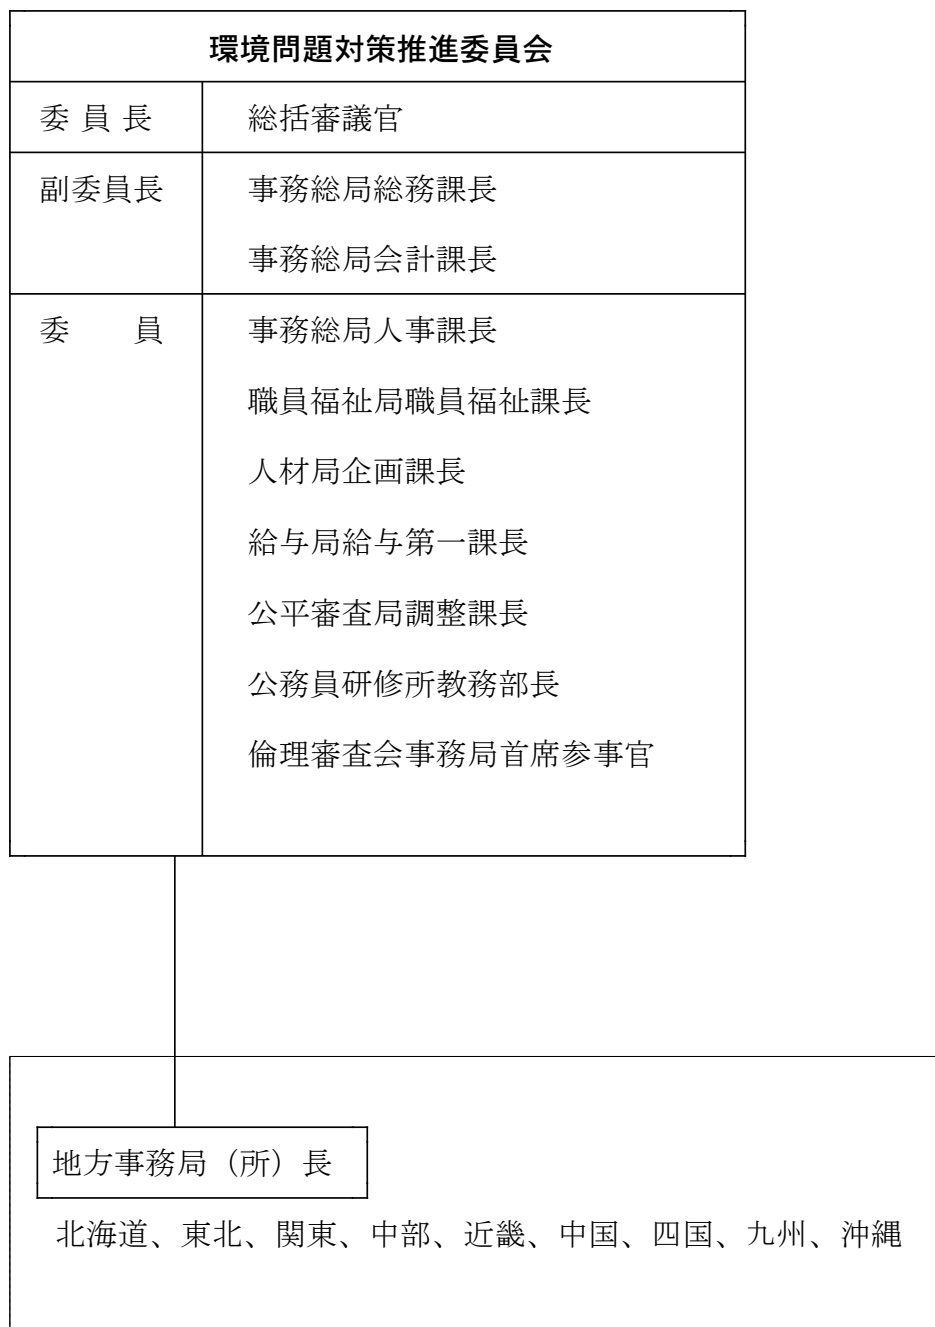 環境問題対策推進委員会
委員長 総括審議官
副委員長 事務総局総務課長
事務総局会計課長
委員 事務総局人事課長
職員福祉局職員福祉課長
人材局企画課長
給与局給与第一課長
公平審査局調整課長
公務員研修所教務部長
倫理審査会事務局首席参事官
地方事務局（所）長
北海道、東北、関東、中部、近畿、中国、四国、九州、沖縄